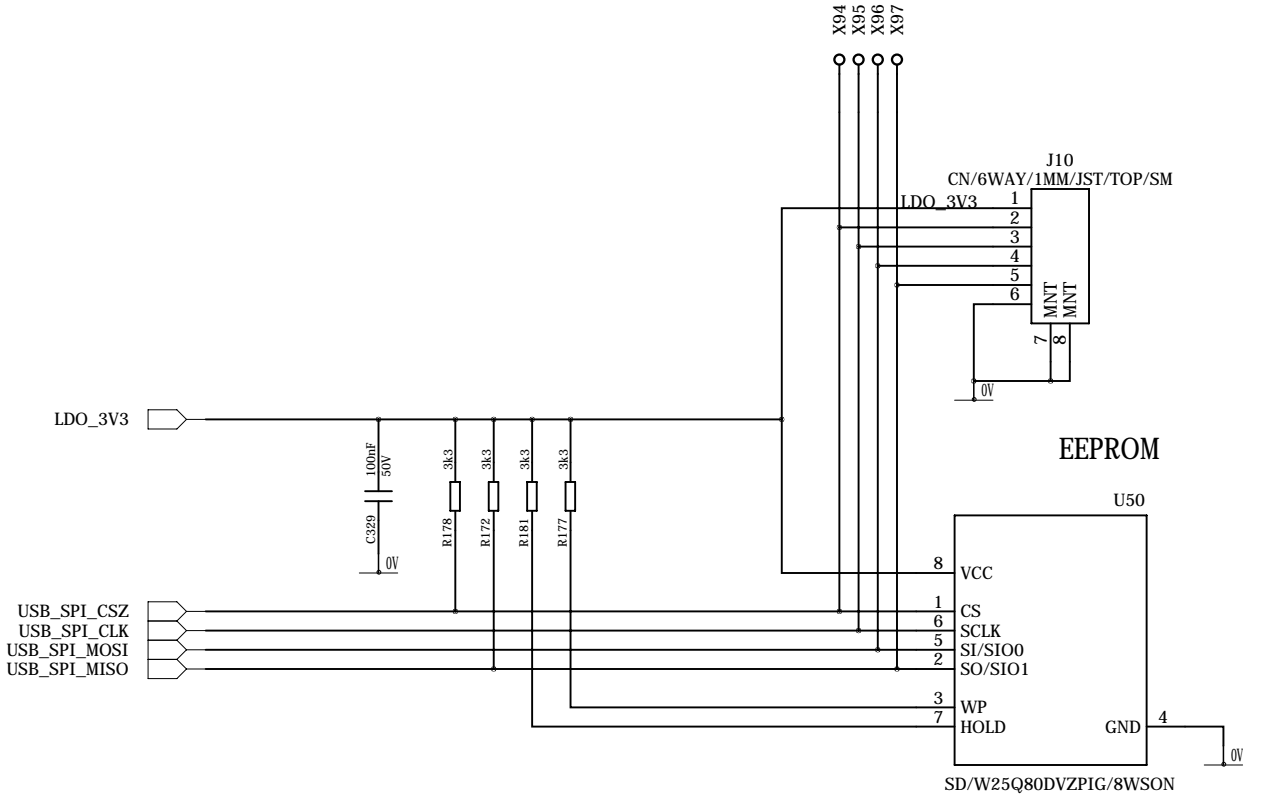 X94
X95
X96
X97
J10
CN/6WAY/1MM/JST/TOP/SM
LDO_3V3
1
2
3
4
5
6
MNT
MNT
7
8
0V
LDO_3V3
EEPROM
100nF
50V
C329
0V
3k3
R178
3k3
R172
3k3
R181
3k3
R177
U50
8 VCC
USB_SPI_CSZ
1 CS
USB_SPI_CLK
6 SCLK
USB_SPI_MOSI
5 SI/SIO0
USB_SPI_MISO
2 SO/SIO1
3 WP
7 HOLD
GND 4
0V
SD/W25Q80DVZPIG/8WSON